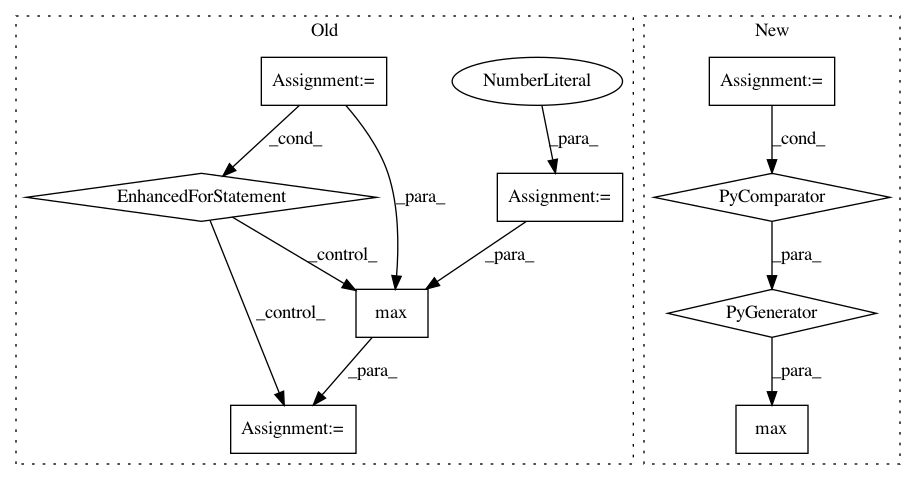 Old
New
Assignment:=
NumberLiteral
Assignment:=
_cond_
_para_
_cond_
EnhancedForStatement
_para_
Assignment:=
PyComparator
_control_
_para_
_para_
_control_
max
PyGenerator
_para_
_para_
Assignment:=
max